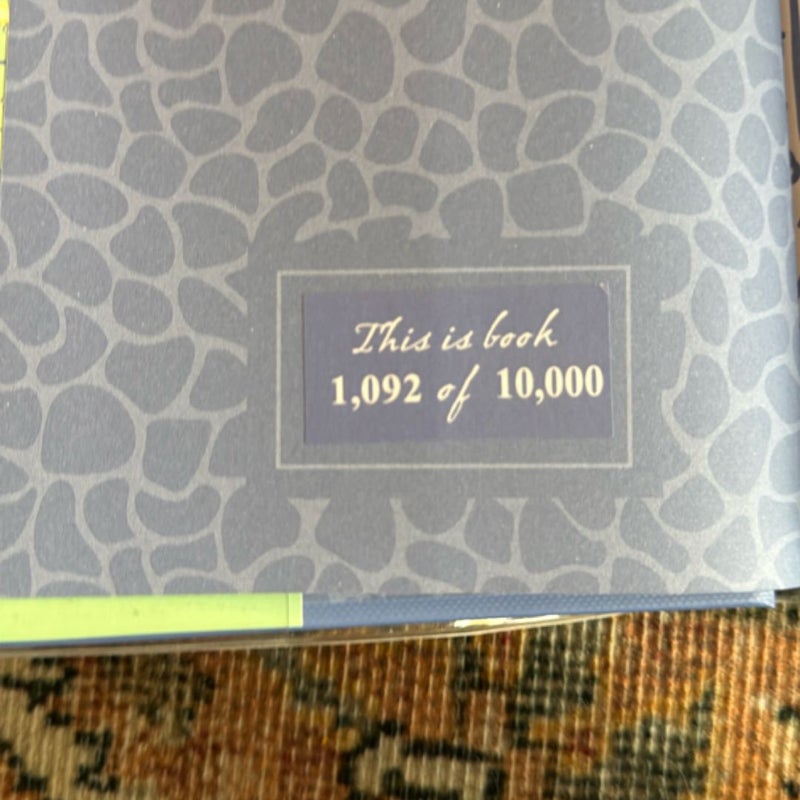 This is book
1,092 of 10,000